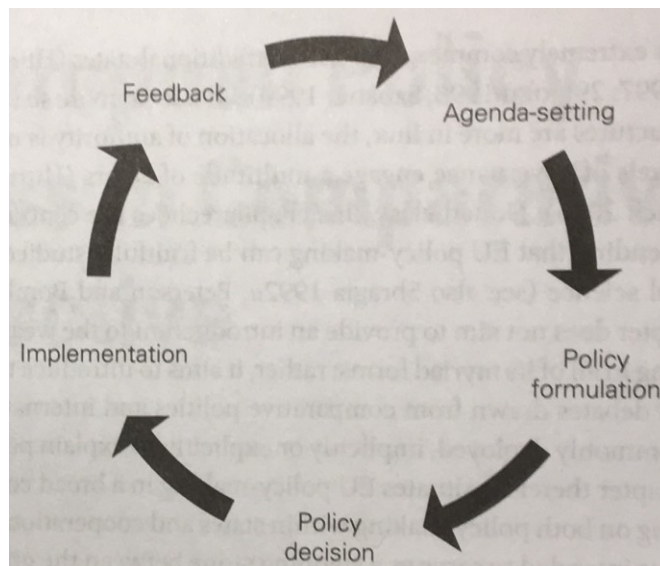 Feedback
Agenda-setting
Implementation
Policy
formulation
Policy
decision